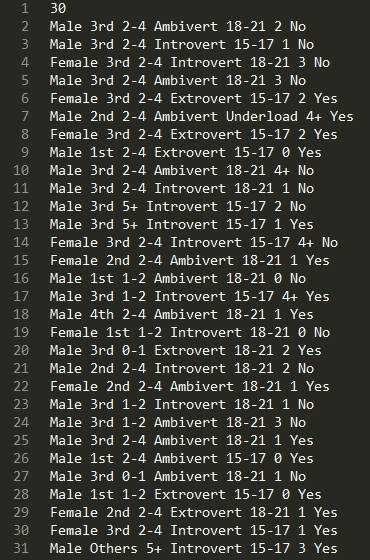 1 30
2 Male 3rd 2-4 Ambivert 18-21 2 No
3 Male 3rd 2-4 Introvert 15-17 1 No
4 Female 3rd 2-4 Introvert 18-21 3 No
5 Male 3rd 2-4 Ambivert 18-21 3 No
6 Female 3rd 2-4 Extrovert 15-17 2 Yes
7 Male 2nd 2-4 Ambivert Underload 4+ Yes
8 Female 3rd 2-4 Extrovert 15-17 2 Yes
9 Male 1st 2-4 Extrovert 15-17 0 Yes
10 Male 3rd 2-4 Ambivert 18-21 4+ No
11 Male 3rd 2-4 Introvert 18-21 1 No
12 Male 3rd 5+ Introvert 15-17 2 No
13 Male 3rd 5+ Introvert 15-17 1 Yes
14 Female 3rd 2-4 Introvert 15-17 4+ No
15 Female 2nd 2-4 Ambivert 18-21 1 Yes
16 Male 1st 1-2 Ambivert 18-21 0 No
17 Male 3rd 1-2 Introvert 15-17 4+ Yes
18 Male 4th 2-4 Ambivert 18-21 1 Yes
19 Female 1st 1-2 Introvert 18-21 0 No
20 Male 3rd 0-1 Extrovert 18-21 2 Yes
21 Male 2nd 2-4 Introvert 18-21 2 No
22 Female 2nd 2-4 Ambivert 18-21 1 Yes
23 Male 3rd 1-2 Introvert 18-21 1 No
24 Male 3rd 1-2 Ambivert 18-21 3 No
25 Male 3rd 2-4 Ambivert 18-21 1 Yes
26 Male 1st 2-4 Ambivert 15-17 0 Yes
27 Male 3rd 0-1 Ambivert 18-21 1 No
28 Male 1st 1-2 Extrovert 15-17 0 Yes
29 Female 2nd 2-4 Extrovert 18-21 1 Yes
30 Female 3rd 2-4 Introvert 15-17 1 Yes
31 Male Others 5+ Introvert 15-17 3 Yes